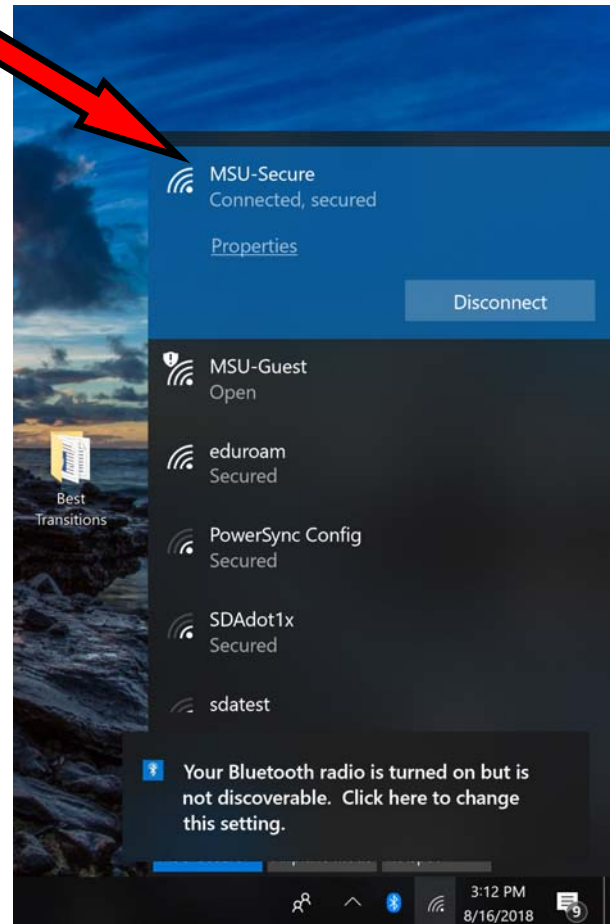 MSU-Secure
Connected, secured
Properties
Disconnect
MSU-Guest
Open
eduroam
Secured
Best
Transitions
PowerSync Config
Secured
SDAdot1x
Secured
sdatest
Your Bluetooth radio is turned on but is
not discoverable. Click here to change
this setting.
3:12 PM
8/16/2018
9